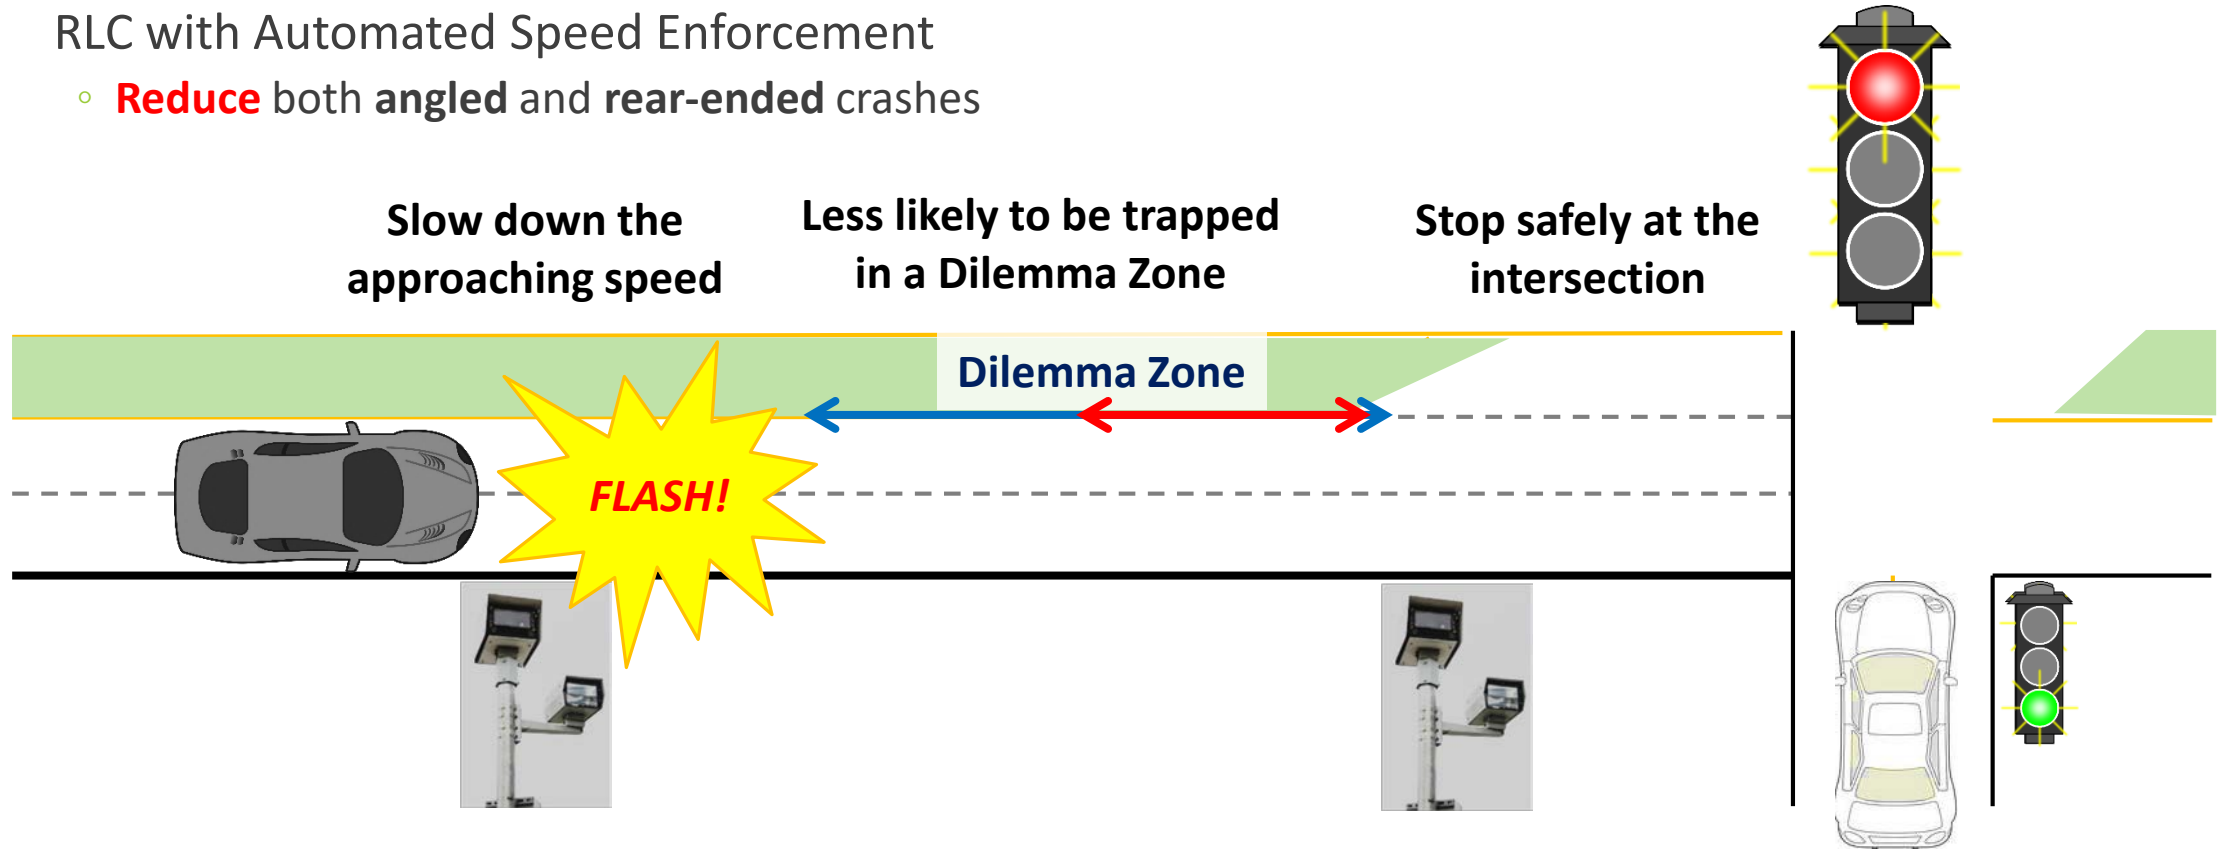 RLC with Automated Speed Enforcement
◦ Reduce both angled and rear-ended crashes
Slow down the
approaching speed
Less likely to be trapped
in a Dilemma Zone
Stop safely at the
intersection
Dilemma Zone
FLASH!